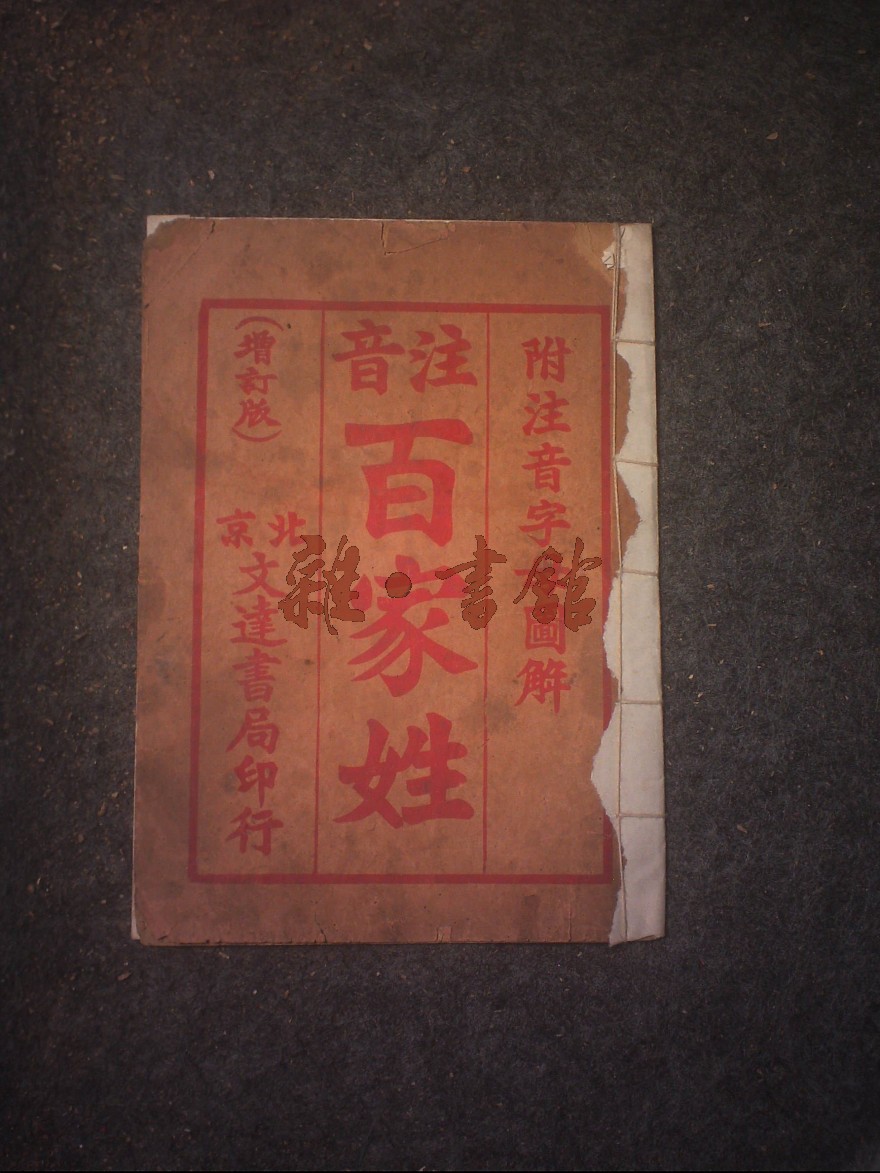 附注音字母圖解
注音
百家姓
(增訂版)
北京
文達書局印行
雜·書館